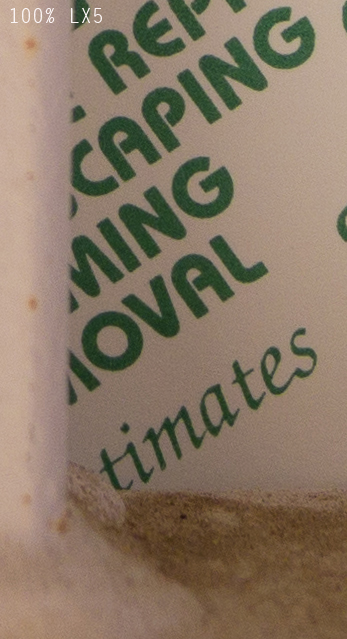 100% LX5
REP
CAPING
MING
OVAL
timates